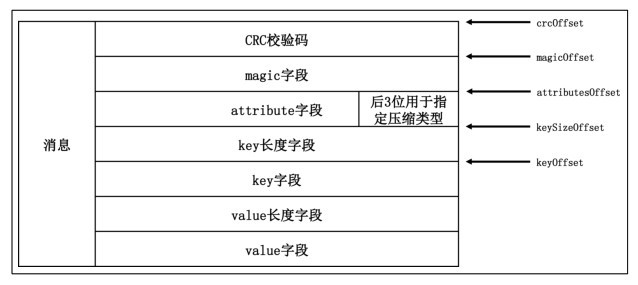 crcOffset
CRC校验码
magicOffset
magic字段
attributesOffset
attribute字段
后3位用于指
定压缩类型
keySizeOffset
消息
key长度字段
keyOffset
key字段
value长度字段
value字段